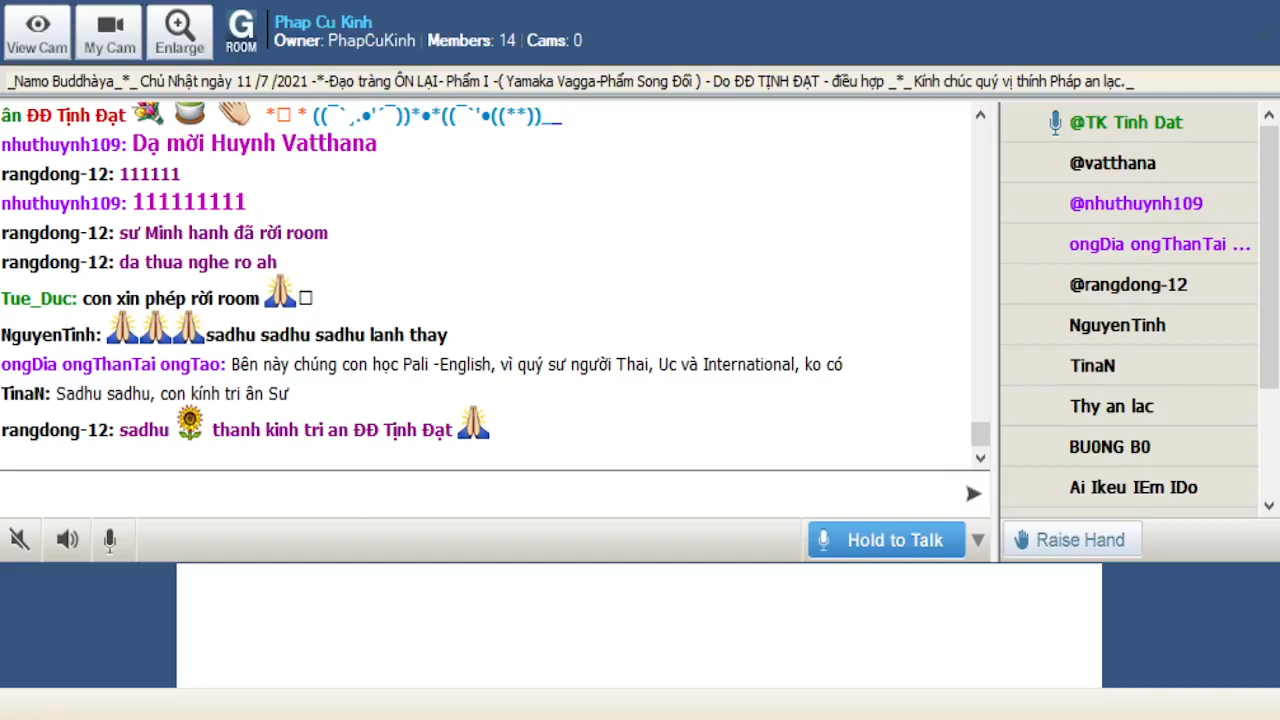 View Cam
My Cam
Enlarge
G
ROOM
Phap Cu Kinh
Owner: PhapCuKinh | Members: 14 | Cams: 0
_Namo Buddhàya_*_ Chủ Nhật ngày 11 /7 /2021 -*-Đạo tràng ÔN LẠI- Phẩm I -( Yamaka Vagga-Phẩm Song Đối ) - Do ĐĐ TỊNH ĐẠT - điều hợp _*_Kính chúc quý vị thính Pháp an lạc._
ân ĐĐ Tịnh Đạt * * ((¯`¸.•'´¯))*•*((¯`'•((**))__
nhuthuynh109: Dạ mời Huynh Vatthana
rangdong-12: 111111
nhuthuynh109: 111111111
rangdong-12: sư Minh hanh đã rời room
rangdong-12: da thua nghe ro ah
Tue_Duc: con xin phép rời room
NguyenTinh: sadhu sadhu sadhu lanh thay
ongDia ongThanTai ongTao: Bên này chúng con học Pali -English, vì quý sư người Thai, Uc và International, ko có
TinaN: Sadhu sadhu, con kính tri ân Sư
rangdong-12: sadhu thanh kinh tri an ĐĐ Tịnh Đạt
@TK Tinh Dat
@vatthana
@nhuthuynh109
ongDia ongThanTai ...
@rangdong-12
NguyenTinh
TinaN
Thy an lac
BU0NG B0
Ai Ikeu IEm IDo
Hold to Talk
Raise Hand